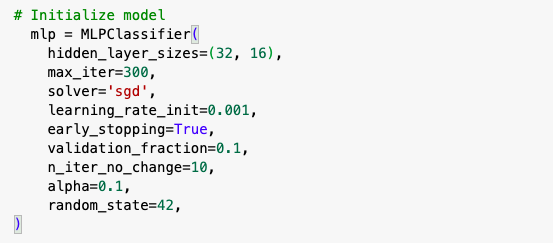 # Initialize model
mlp = MLPClassifier(
hidden_layer_sizes=(32, 16),
max_iter=300,
solver='sgd',
learning_rate_init=0.001,
early_stopping=True,
validation_fraction=0.1,
n_iter_no_change=10,
alpha=0.1,
random_state=42,
)